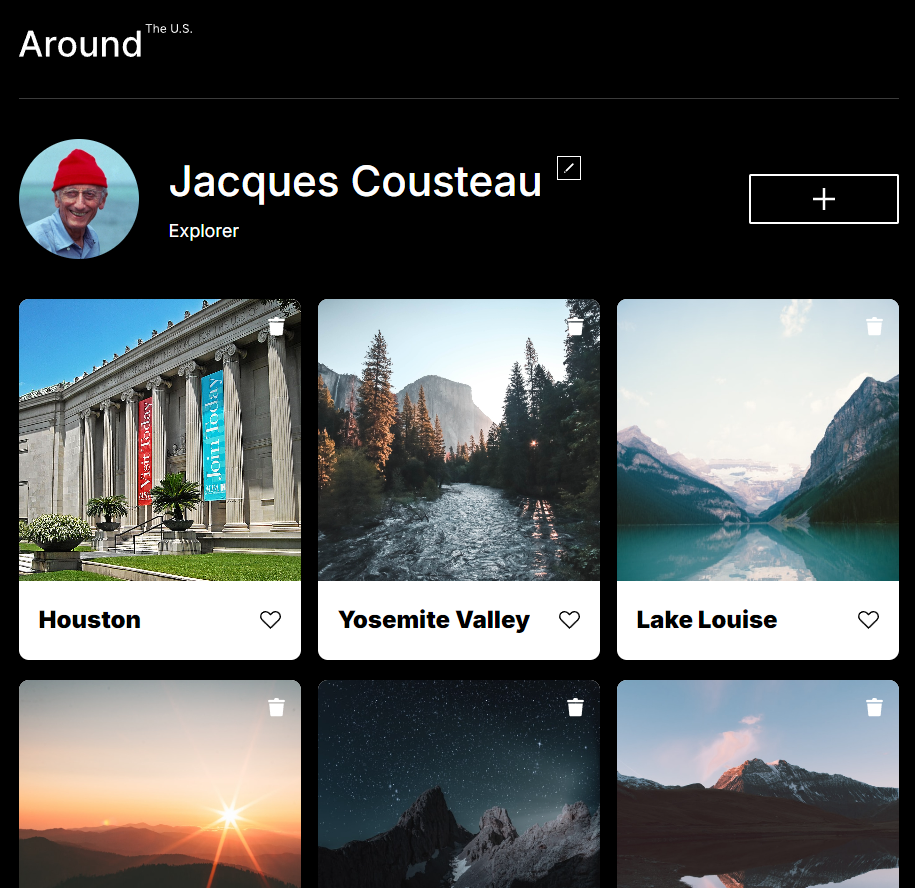 Around The U.S.
Jacques Cousteau
Explorer
Visit Today
Join Today
Houston
Yosemite Valley
Lake Louise